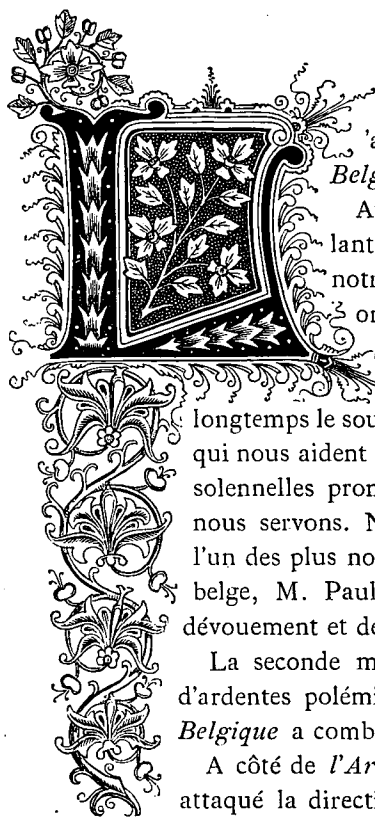 L'a
Belg
A
lant
notr
on
longtemps le sou
qui nous aident
solennelles pron
nous servons. N
l'un des plus no
belge, M. Paul
dévouement et de
La seconde m
d'ardentes polémi
Belgique a comb
A côté de l'Ar
attaqué la directi